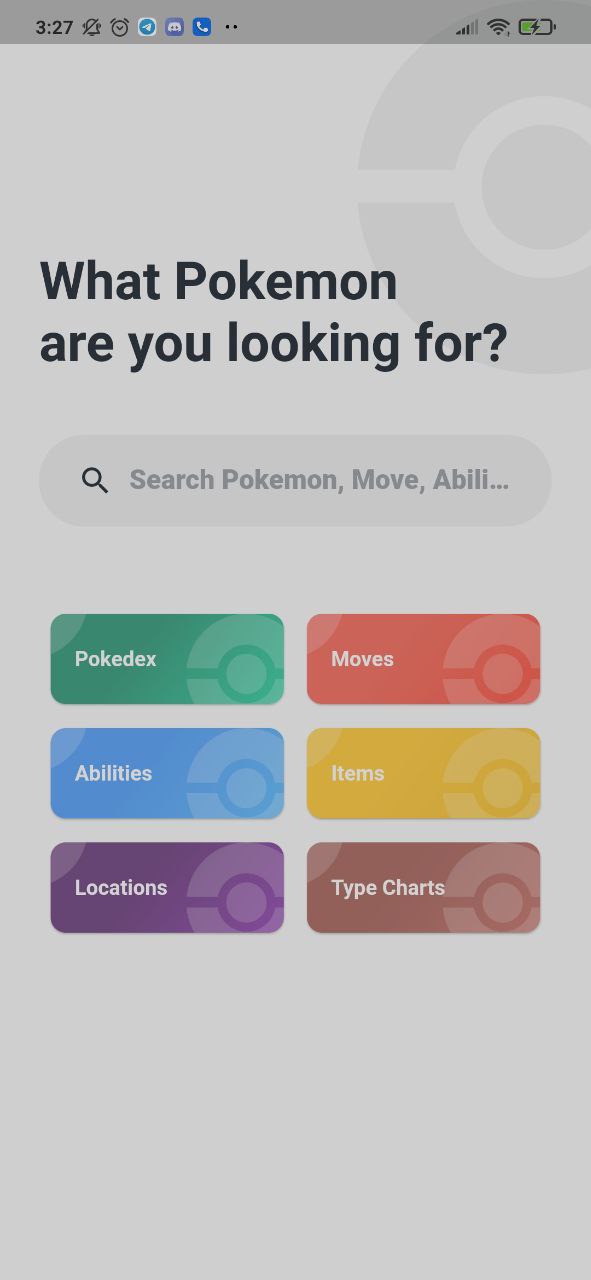 3:27
What Pokemon
are you looking for?
Search Pokemon, Move, Abili...
Pokedex
Moves
Abilities
Items
Locations
Type Charts